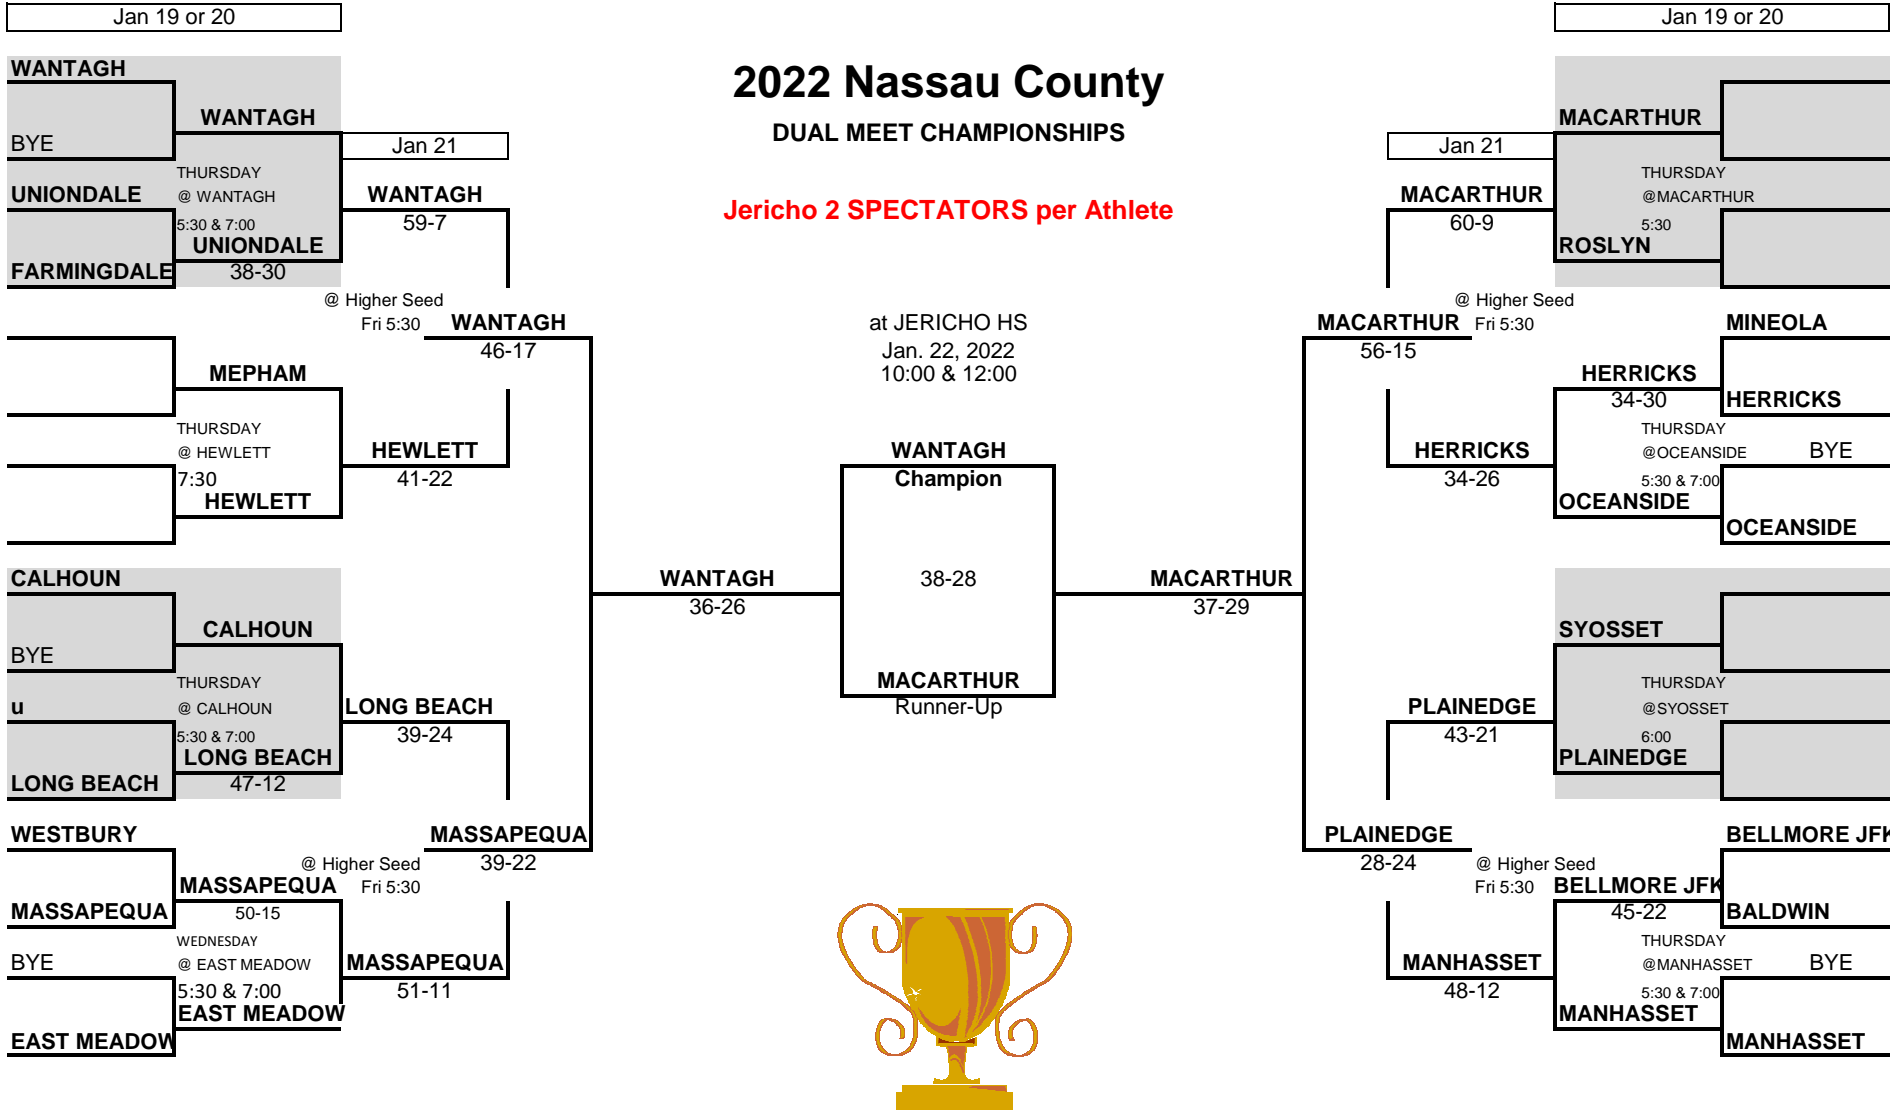 Jan 19 or 20
Jan 19 or 20
2022 Nassau County
DUAL MEET CHAMPIONSHIPS
Jericho 2 SPECTATORS per Athlete
at JERICHO HS
Jan. 22, 2022
10:00 & 12:00
WANTAGH
BYE
UNIONDALE
FARMINGDALE
WANTAGH
THURSDAY
@ WANTAGH
5:30 & 7:00
UNIONDALE
38-30
Jan 21
WANTAGH
59-7
@ Higher Seed
Fri 5:30
WANTAGH
46-17
MEPHAM
THURSDAY
@ HEWLETT
7:30
HEWLETT
HEWLETT
41-22
CALHOUN
BYE
u
LONG BEACH
CALHOUN
THURSDAY
@ CALHOUN
5:30 & 7:00
LONG BEACH
47-12
LONG BEACH
39-24
WESTBURY
MASSAPEQUA
BYE
EAST MEADOW
MASSAPEQUA
50-15
WEDNESDAY
@ EAST MEADOW
5:30 & 7:00
EAST MEADOW
@ Higher Seed
Fri 5:30
MASSAPEQUA
39-22
MASSAPEQUA
51-11
WANTAGH
36-26
WANTAGH
Champion
38-28
MACARTHUR
Runner-Up
MACARTHUR
37-29
Jan 21
MACARTHUR
60-9
@ Higher Seed
Fri 5:30
MACARTHUR
56-15
HERRICKS
34-26
PLAINEDGE
43-21
PLAINEDGE
28-24
@ Higher Seed
Fri 5:30
MANHASSET
48-12
MACARTHUR
THURSDAY
@MACARTHUR
5:30
ROSLYN
MINEOLA
HERRICKS
34-30
HERRICKS
THURSDAY
@OCEANSIDE
BYE
5:30 & 7:00
OCEANSIDE
OCEANSIDE
SYOSSET
THURSDAY
@SYOSSET
6:00
PLAINEDGE
BELLMORE JFK
BELLMORE JFK
45-22
BALDWIN
THURSDAY
@MANHASSET
BYE
5:30 & 7:00
MANHASSET
MANHASSET